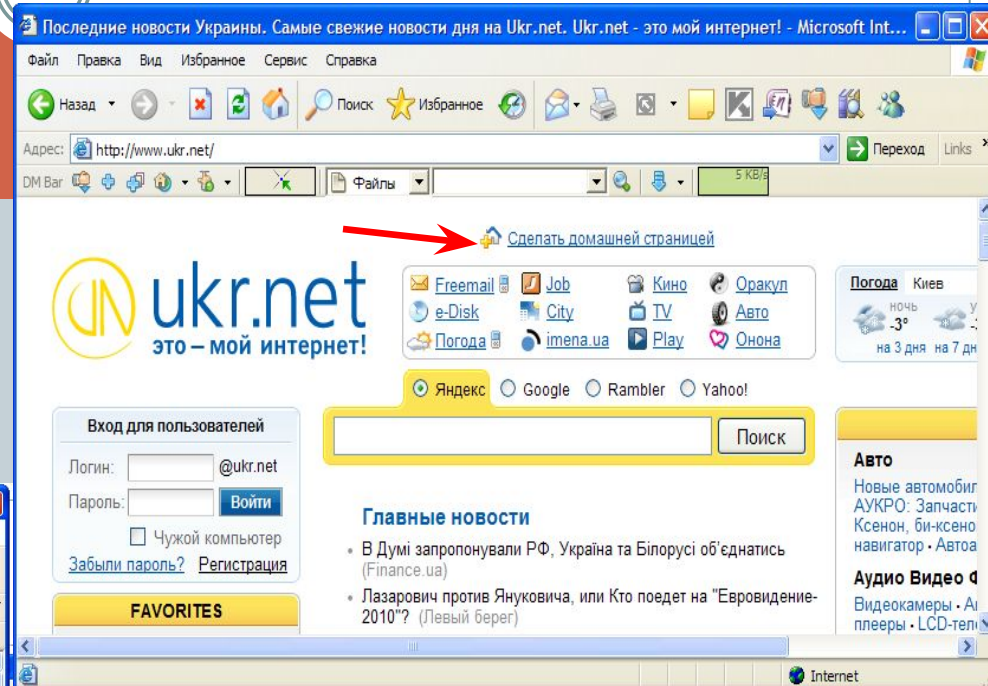 Последние новости Украины. Самые свежие новости дня на Ukr.net. Ukr.net - это мой интернет! - Microsoft Int...
Файл Правка Вид Избранное Сервис Справка
Назад Поиск Избранное
Адрес: http://www.ukr.net/ Переход Links
DM Bar Файлы 5 KB/s
Сделать домашней страницей
ukr.net
это – мой интернет!
Freemail Job Кино Оракул
e-Disk City TV Авто
Погода imena.ua Play Онона
Погода Киев
ночь у
-3°
на 3 дня на 7 дн
Яндекс Google Rambler Yahoo!
Поиск
Вход для пользователей
Логин: @ukr.net
Пароль: Войти
Чужой компьютер
Забыли пароль? Регистрация
FAVORITES
Главные новости
В Думі запропонували РФ, Україна та Білорусі об’єднатись
(Finance.ua)
Лазарович против Януковича, или Кто поедет на "Евровидение-
2010"? (Левый берег)
Авто
Новые автомобил
АУКРО: Запчасти
Ксенон, би-ксено
навигатор • Автоа
Аудио Видео Ф
Видеокамеры •
плееры • LCD-тел
Internet